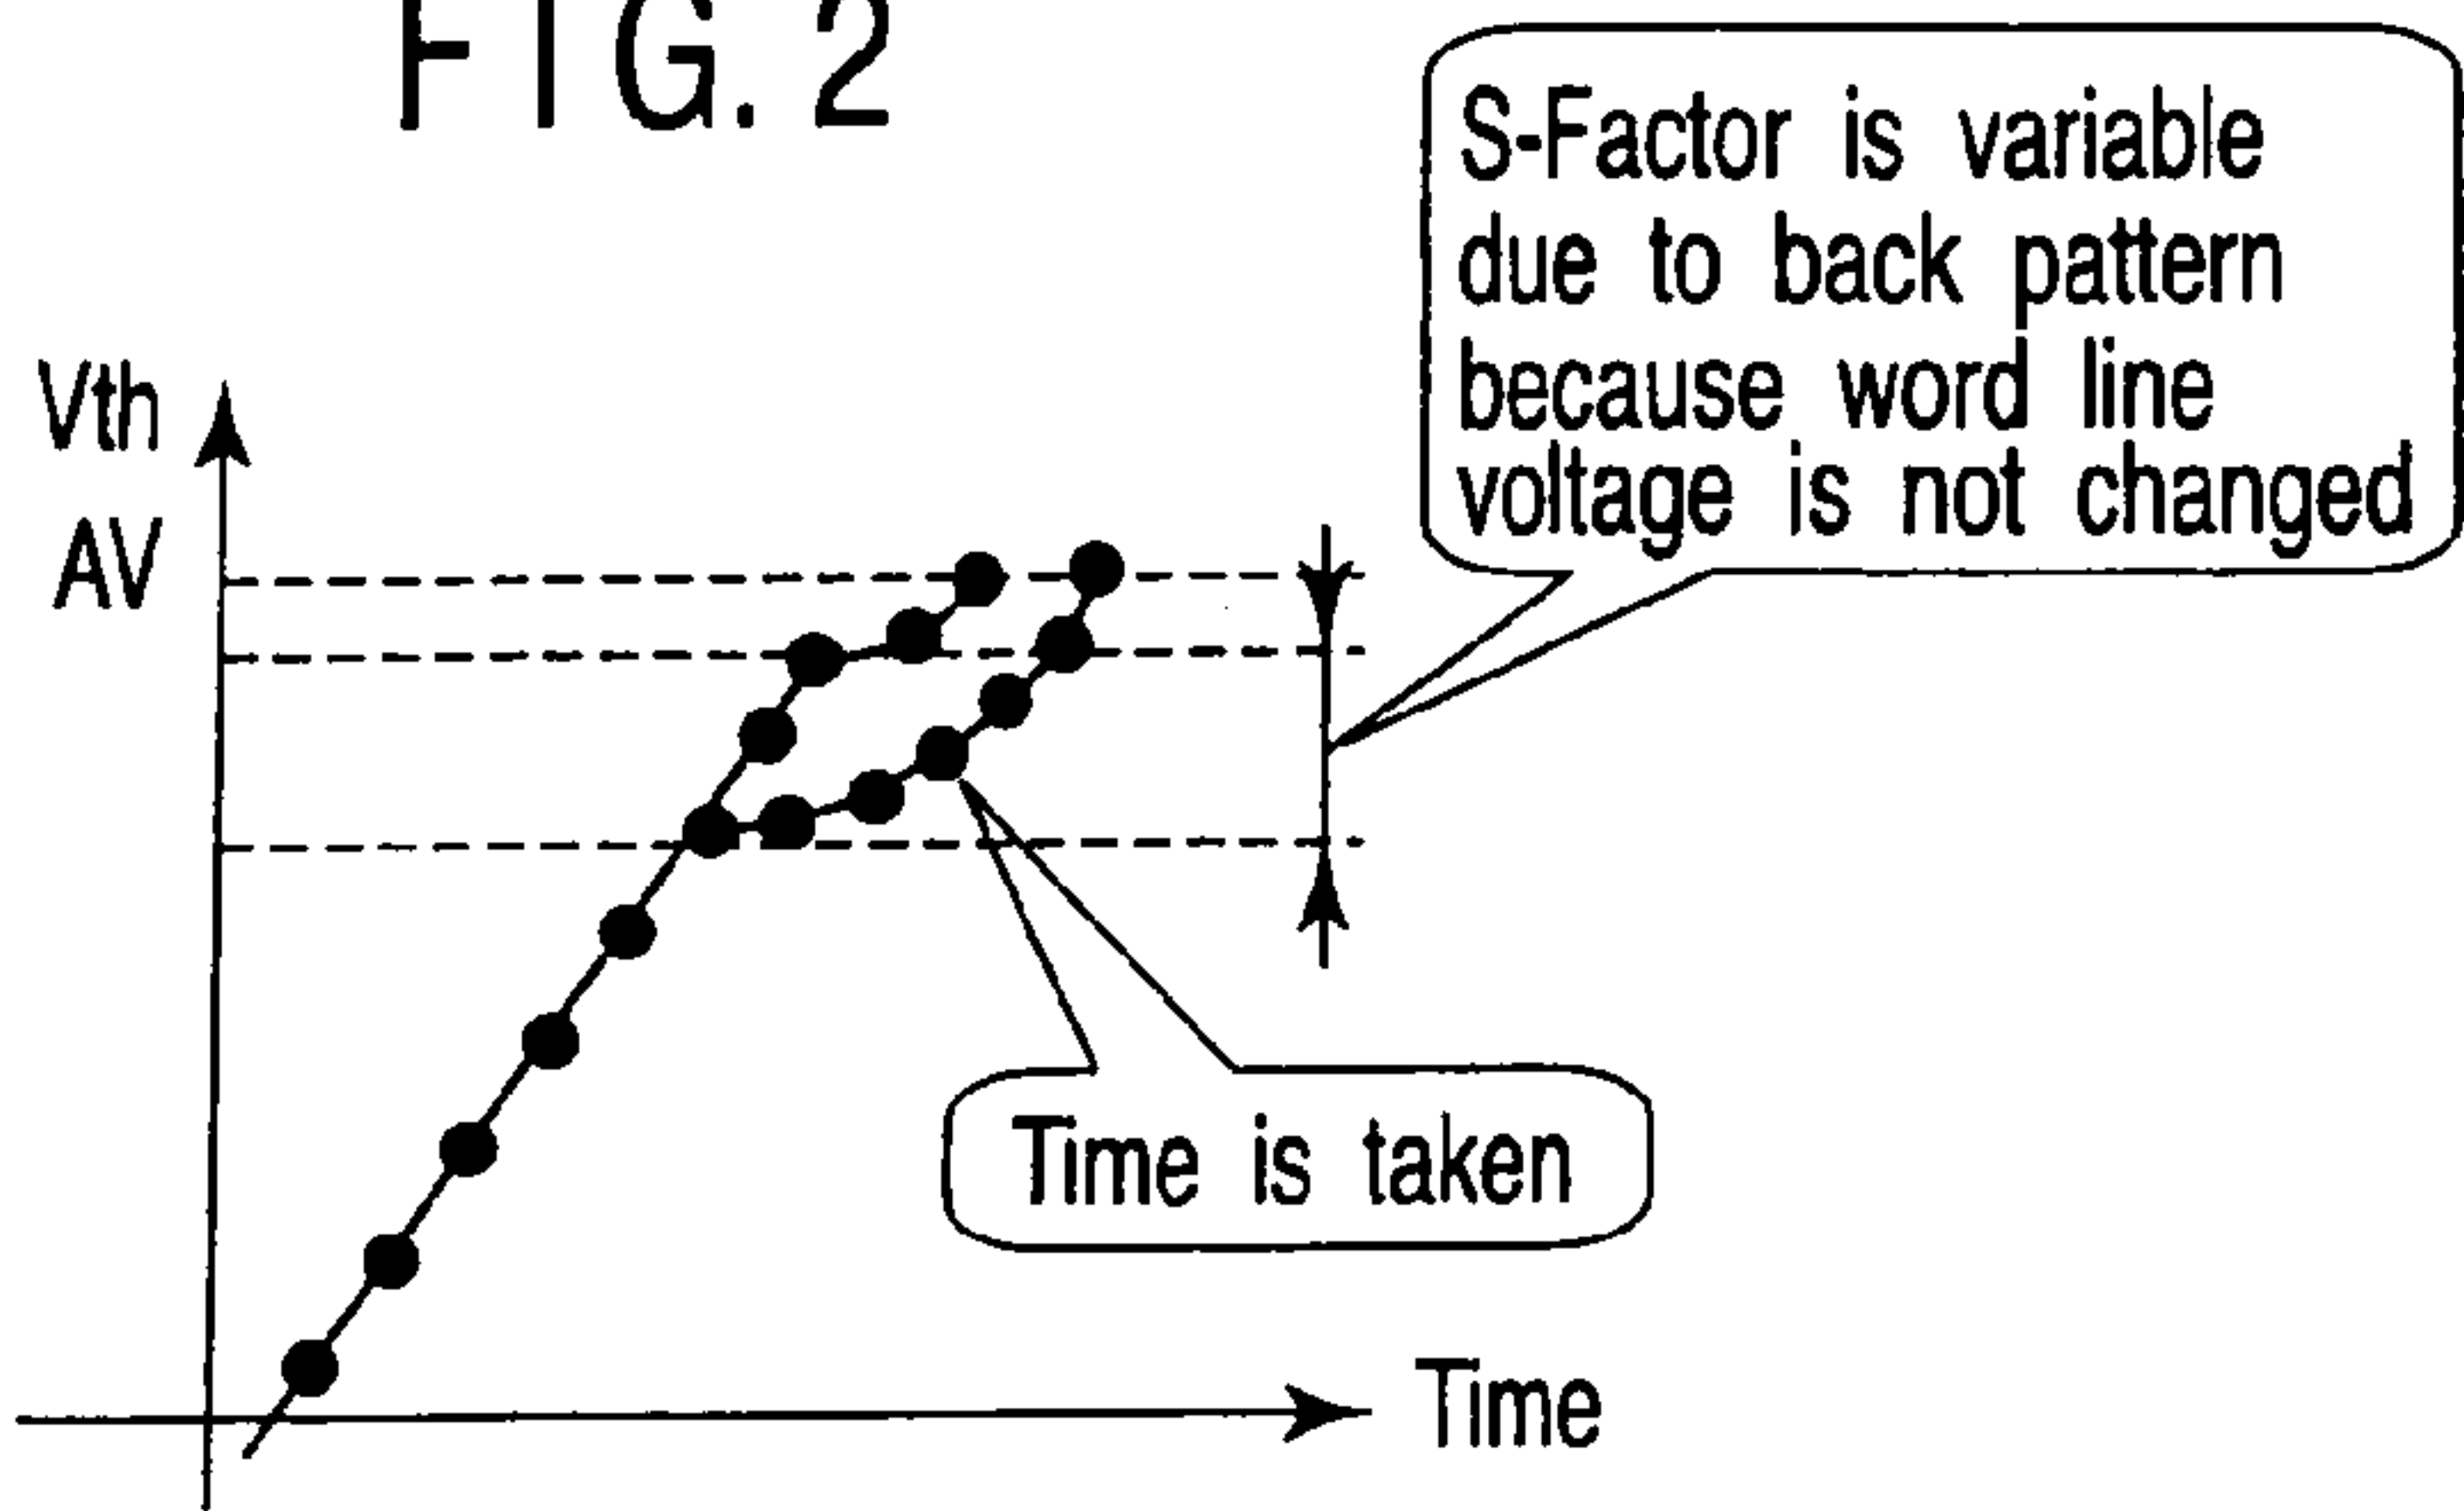 FIG. 2
S-Factor is variable
due to back pattern
because word line
voltage is not changed
Vth
AV
Time is taken
Time